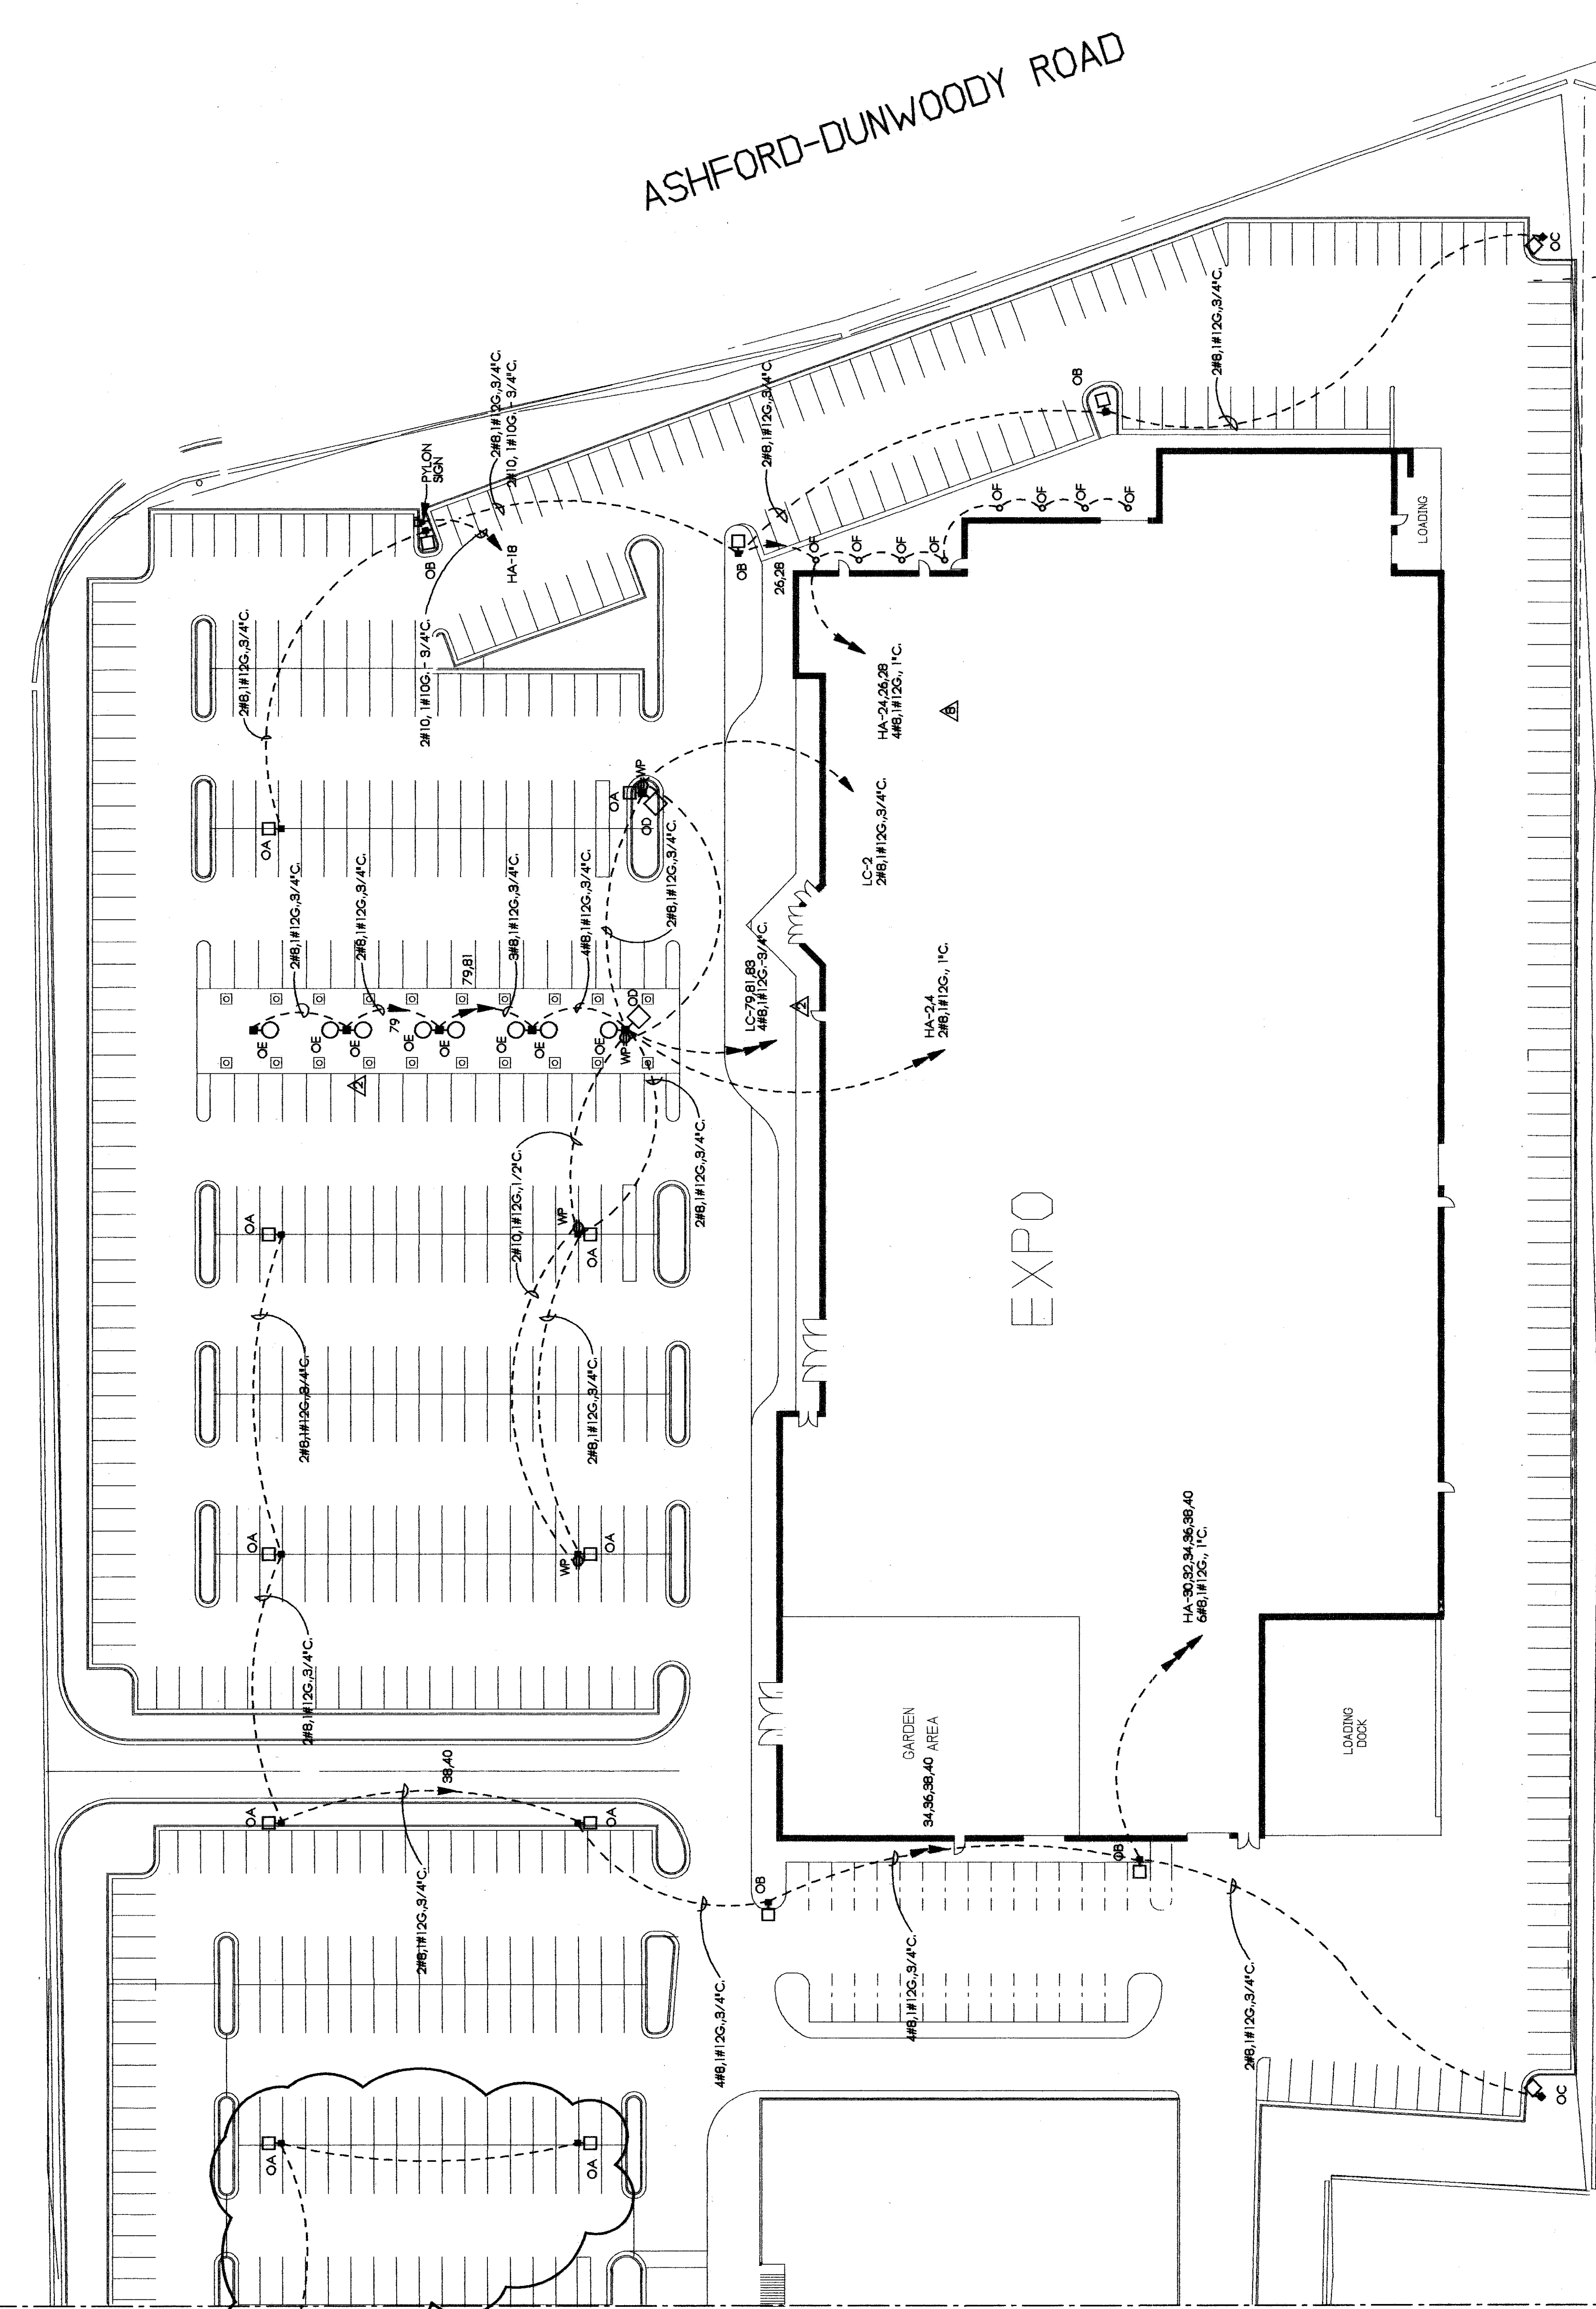 ASHFORD-DUNWOODY ROAD
OC
2#8,1#12G.,3/4"C.
OB
2#8,1#12G.,3/4"C.
2#8,1#12G.,3/4"C.
2#10, 1#10G. - 3/4"C.
PYLON
SIGN
OB
HA-18
2#10, 1#10G. - 3/4"C.
OB
26,28
OF
OF
OF
OF
OF
OF
OF
OF
LOADING
2#8,1#12G.,3/4"C.
HA-24,26,28
4#8,1#12G., 1"C.
8
OA
OA
WP
OD
LC-2
2#8,1#12G.,3/4"C.
2#8,1#12G.,3/4"C.
2#8,1#12G.,3/4"C.
2#8,1#12G.,3/4"C.
3#8,1#12G.,3/4"C.
4#8,1#12G.,3/4"C.
79,81
79
OE
OE
OE
OE
OE
OE
OE
OE
OD
WP
2
LC-79,81,83
4#8,1#12G.-3/4"C.
2
HA-2,4
2#8,1#12G., 1"C.
2#10,1#12G.,1/2"C.
2#8,1#12G.,3/4"C.
OA
WP
OA
EXPO
2#8,1#12G.,3/4"C.
2#8,1#12G.,3/4"C.
OA
WP
OA
HA-30,32,34,36,38,40
6#8,1#12G., 1"C.
2#8,1#12G.,3/4"C.
GARDEN
AREA
LOADING
DOCK
38,40
34,36,38,40
OA
OA
OB
OB
2#8,1#12G.,3/4"C.
4#8,1#12G.,3/4"C.
4#8,1#12G.,3/4"C.
2#8,1#12G.,3/4"C.
OC
OA
OA